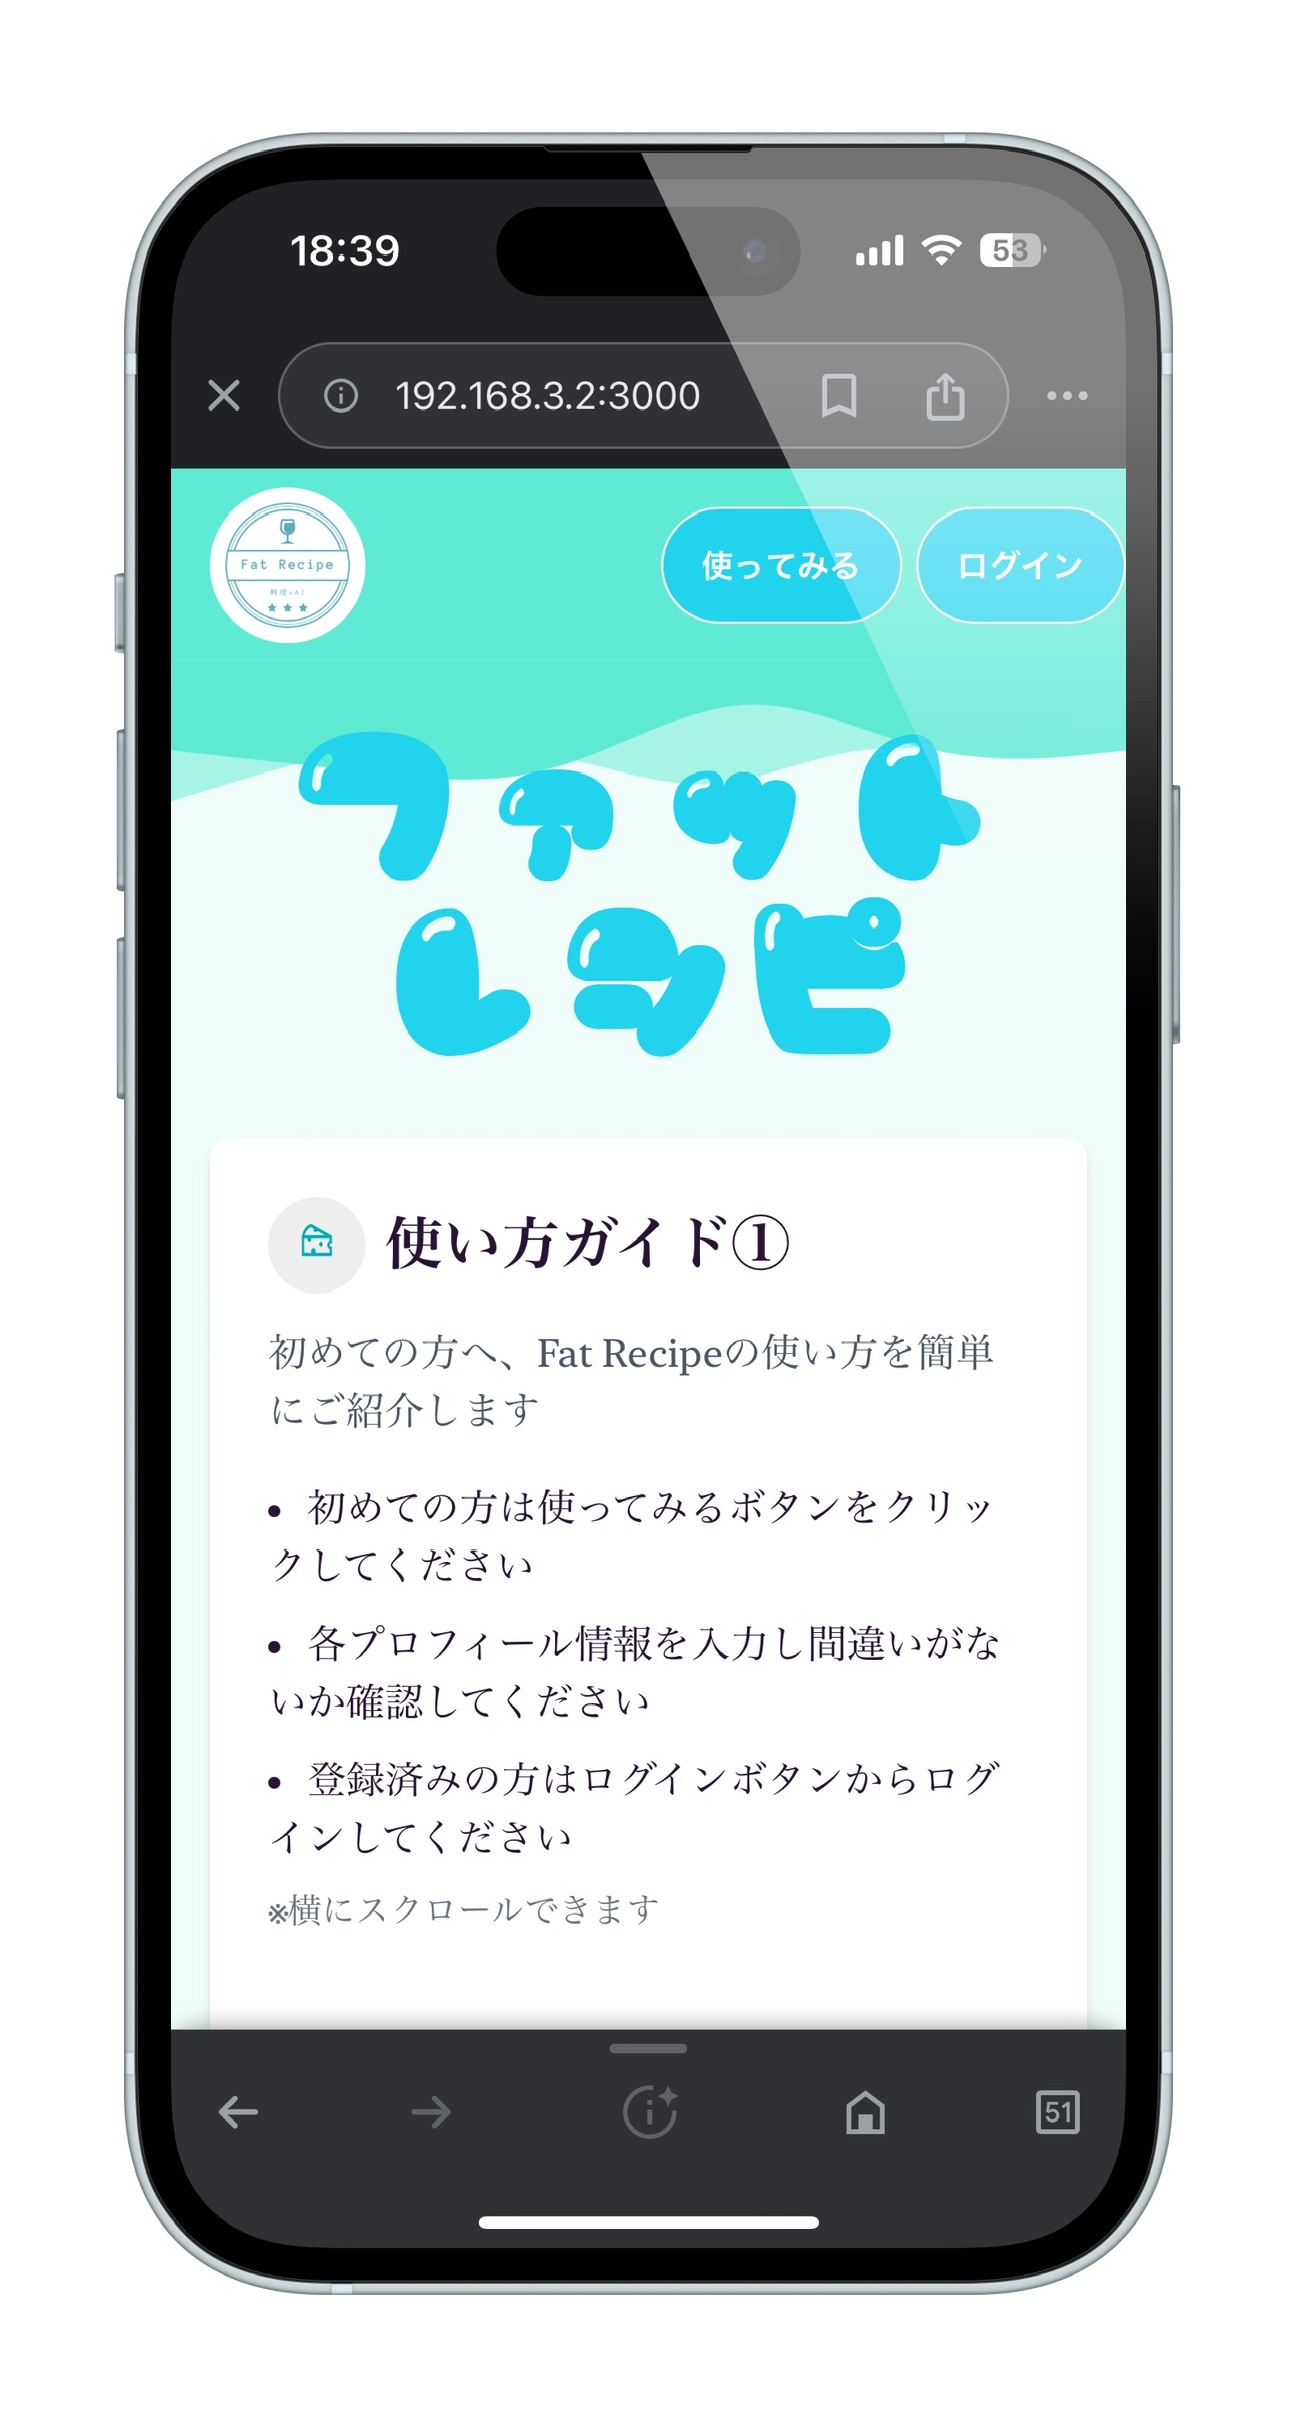 18:39
53
192.168.3.2:3000
Fat Recipe
料理×AI
使ってみる
ログイン
ファット
レシピ
使い方ガイド①
初めての方へ、Fat Recipeの使い方を簡単
にご紹介します
• 初めての方は使ってみるボタンをクリッ
クしてください
• 各プロフィール情報を入力し間違いがな
いか確認してください
• 登録済みの方はログインボタンからログ
インしてください
※横にスクロールできます
51